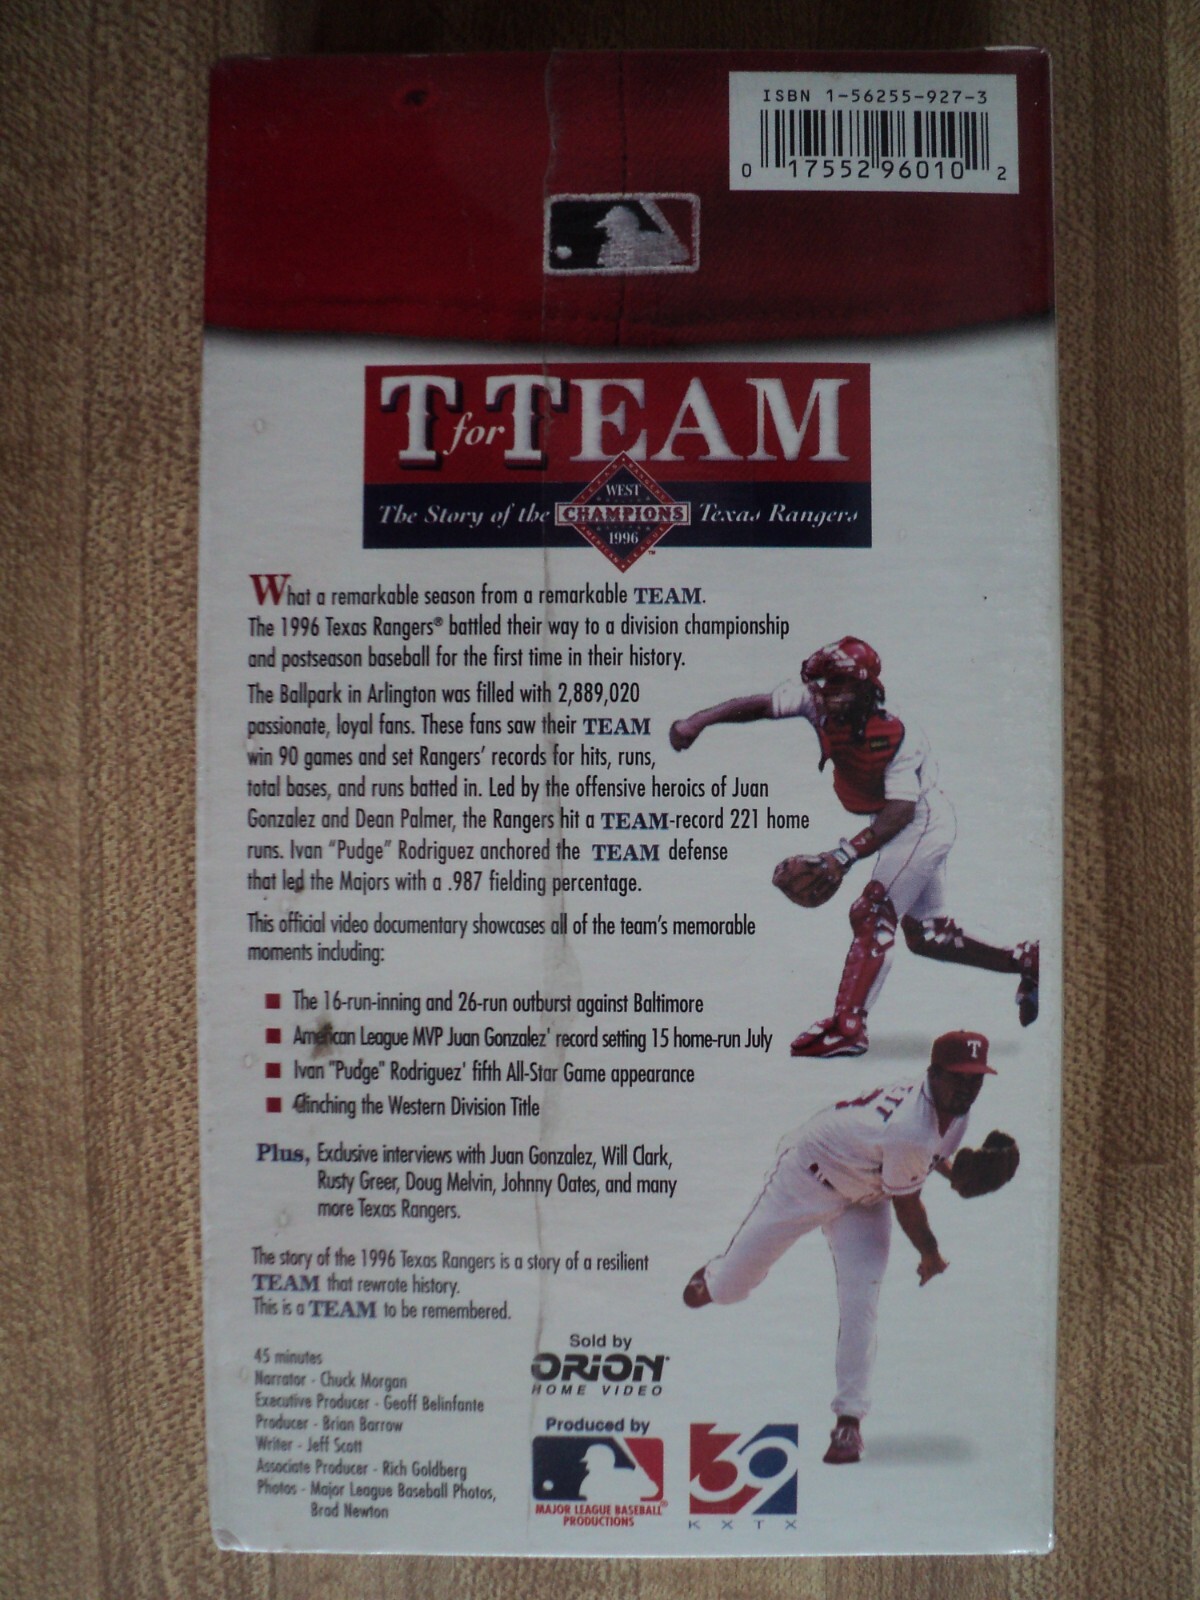 ISBN 1-56255-927-3
0 17552 96010 2
T for TEAM
The Story of the Texas Rangers
WEST
CHAMPIONS
1996
What a remarkable season from a remarkable TEAM.
The 1996 Texas Rangers® battled their way to a division championship
and postseason baseball for the first time in their history.
The Ballpark in Arlington was filled with 2,889,020
passionate, loyal fans. These fans saw their TEAM
win 90 games and set Rangers' records for hits, runs,
total bases, and runs batted in. Led by the offensive heroics of Juan
Gonzalez and Dean Palmer, the Rangers hit a TEAM-record 221 home
runs. Ivan "Pudge" Rodriguez anchored the TEAM defense
that led the Majors with a .987 fielding percentage.
This official video documentary showcases all of the team's memorable
moments including:
■ The 16-run-inning and 26-run outburst against Baltimore
■ American League MVP Juan Gonzalez' record setting 15 home-run July
■ Ivan "Pudge" Rodriguez' fifth All-Star Game appearance
■ Clinching the Western Division Title
Plus, Exclusive interviews with Juan Gonzalez, Will Clark,
Rusty Greer, Doug Melvin, Johnny Oates, and many
more Texas Rangers.
The story of the 1996 Texas Rangers is a story of a resilient
TEAM that rewrote history.
This is a TEAM to be remembered.
45 minutes
Narrator - Chuck Morgan
Executive Producer - Geoff Belinfante
Producer - Brian Barrow
Writer - Jeff Scott
Associate Producer - Rich Goldberg
Photos - Major League Baseball Photos,
Brad Newton
Sold by
ORION
HOME VIDEO
Produced by
MAJOR LEAGUE BASEBALL
PRODUCTIONS
39
KXTX
T